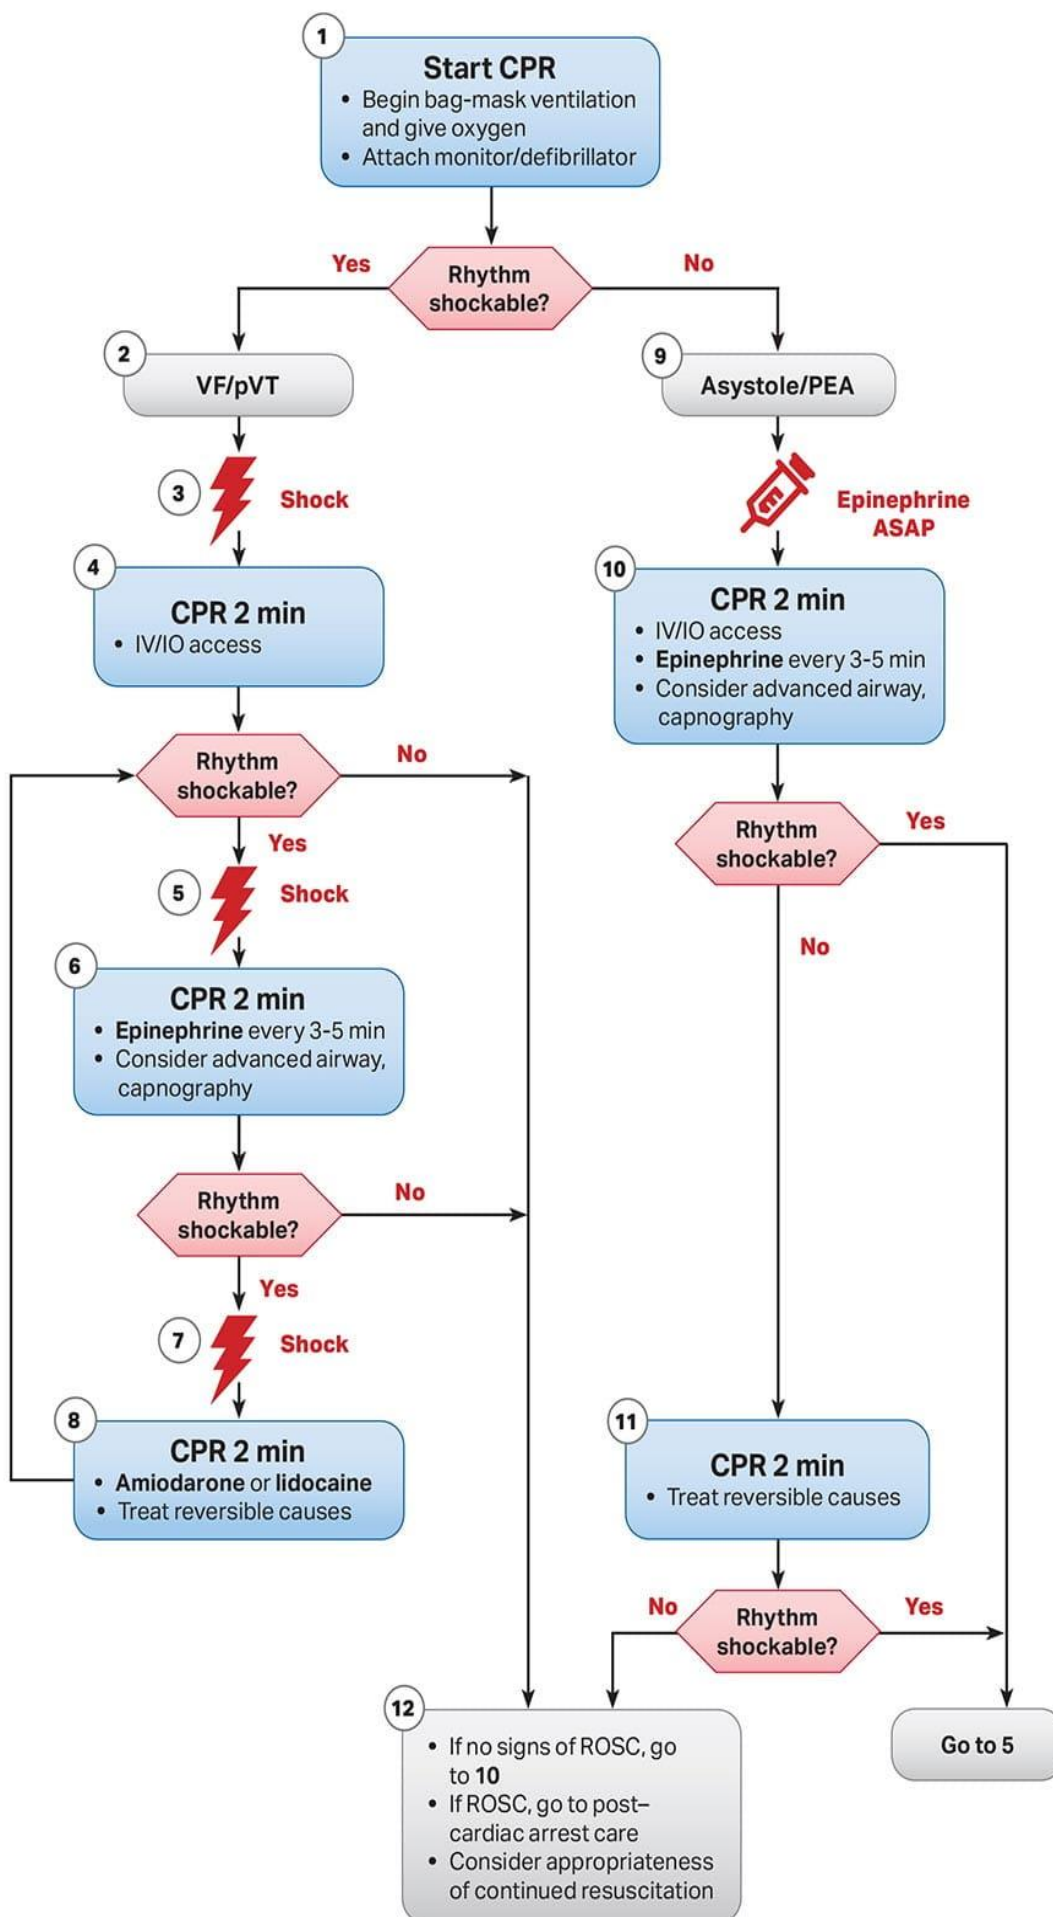 1
Start CPR
• Begin bag-mask ventilation
and give oxygen
• Attach monitor/defibrillator
Rhythm
shockable?
Yes
No
2
VF/pVT
3
Shock
4
CPR 2 min
• IV/IO access
Rhythm
shockable?
No
Yes
5
Shock
6
CPR 2 min
• Epinephrine every 3-5 min
• Consider advanced airway,
capnography
Rhythm
shockable?
No
Yes
7
Shock
8
CPR 2 min
• Amiodarone or lidocaine
• Treat reversible causes
9
Asystole/PEA
Epinephrine
ASAP
10
CPR 2 min
• IV/IO access
• Epinephrine every 3-5 min
• Consider advanced airway,
capnography
Rhythm
shockable?
Yes
No
11
CPR 2 min
• Treat reversible causes
Rhythm
shockable?
No
Yes
12
• If no signs of ROSC, go
to 10
• If ROSC, go to post–
cardiac arrest care
• Consider appropriateness
of continued resuscitation
Go to 5